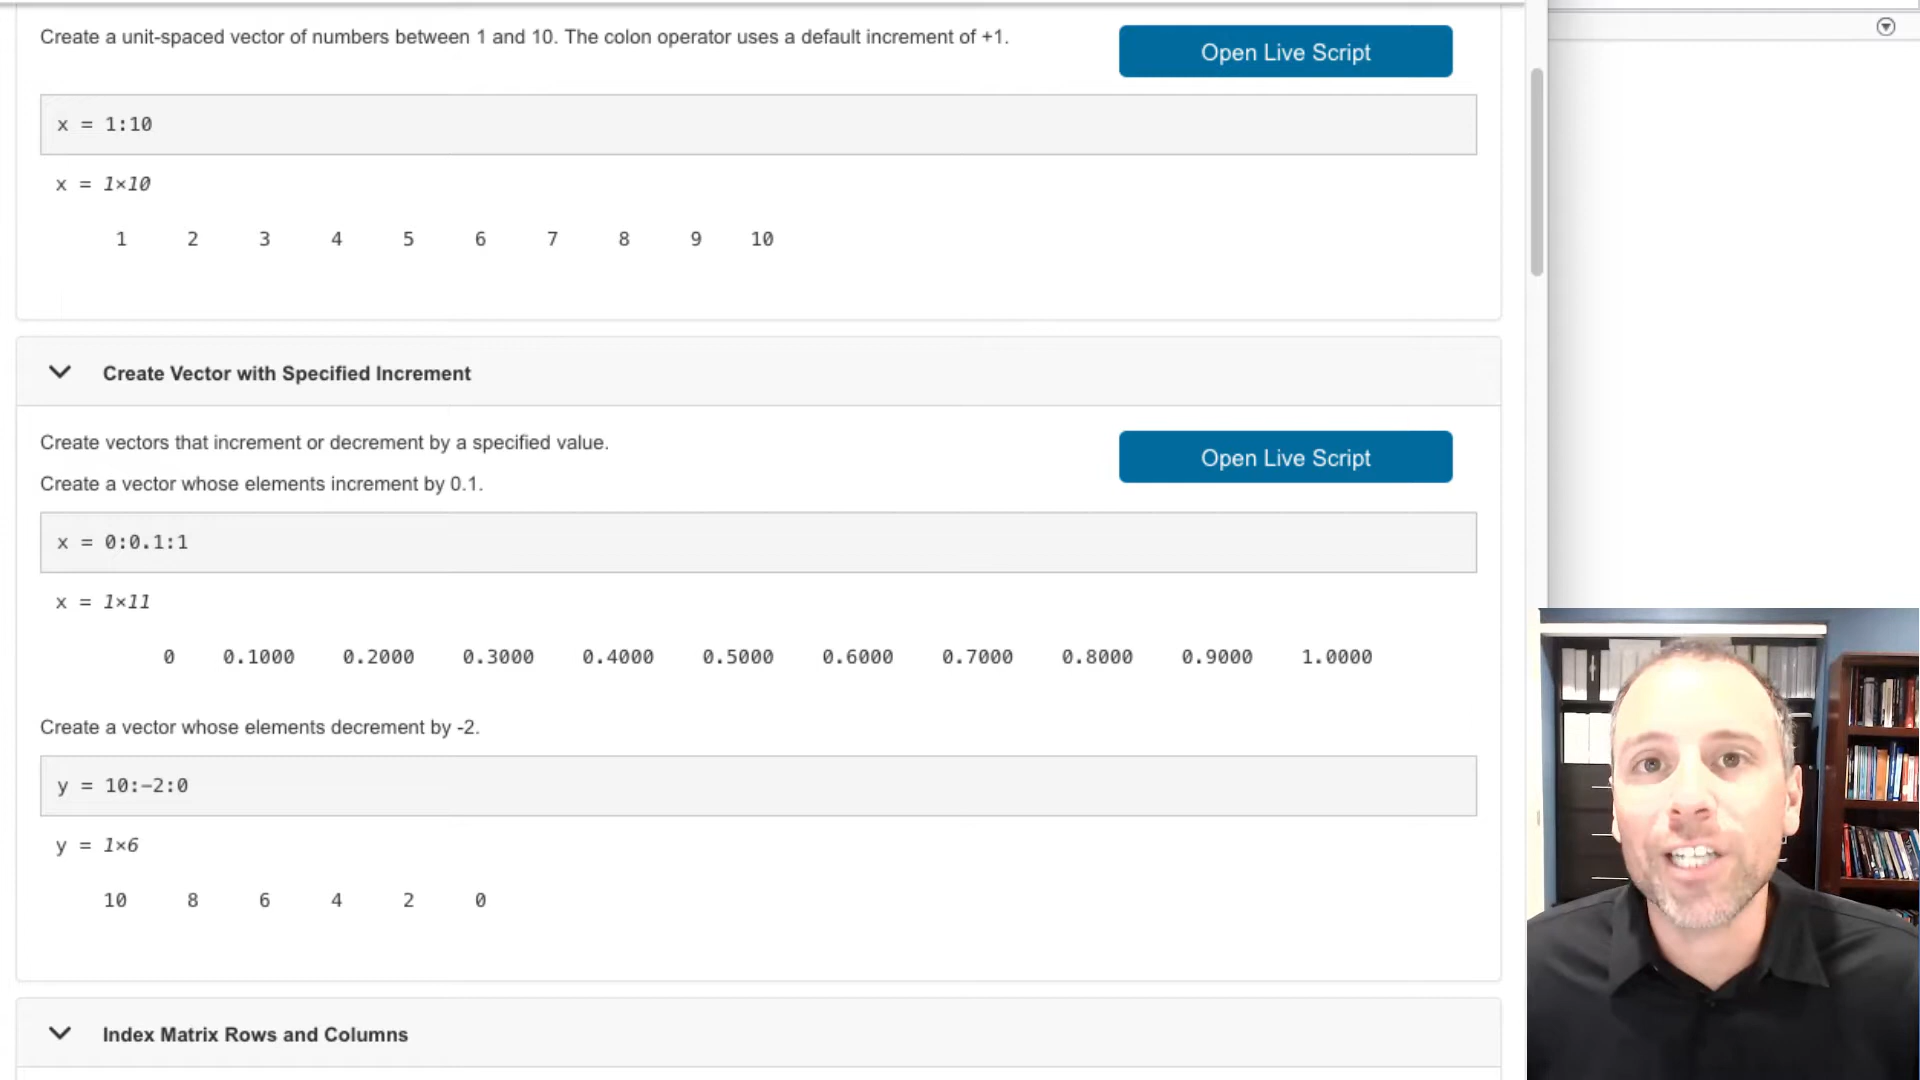 Create a unit-spaced vector of numbers between 1 and 10. The colon operator uses a default increment of +1.
Open Live Script
x = 1:10
x = 1×10
1 2 3 4 5 6 7 8 9 10
Create Vector with Specified Increment
Create vectors that increment or decrement by a specified value.
Open Live Script
Create a vector whose elements increment by 0.1.
x = 0:0.1:1
x = 1×11
0 0.1000 0.2000 0.3000 0.4000 0.5000 0.6000 0.7000 0.8000 0.9000 1.0000
Create a vector whose elements decrement by -2.
y = 10:-2:0
y = 1×6
10 8 6 4 2 0
Index Matrix Rows and Columns